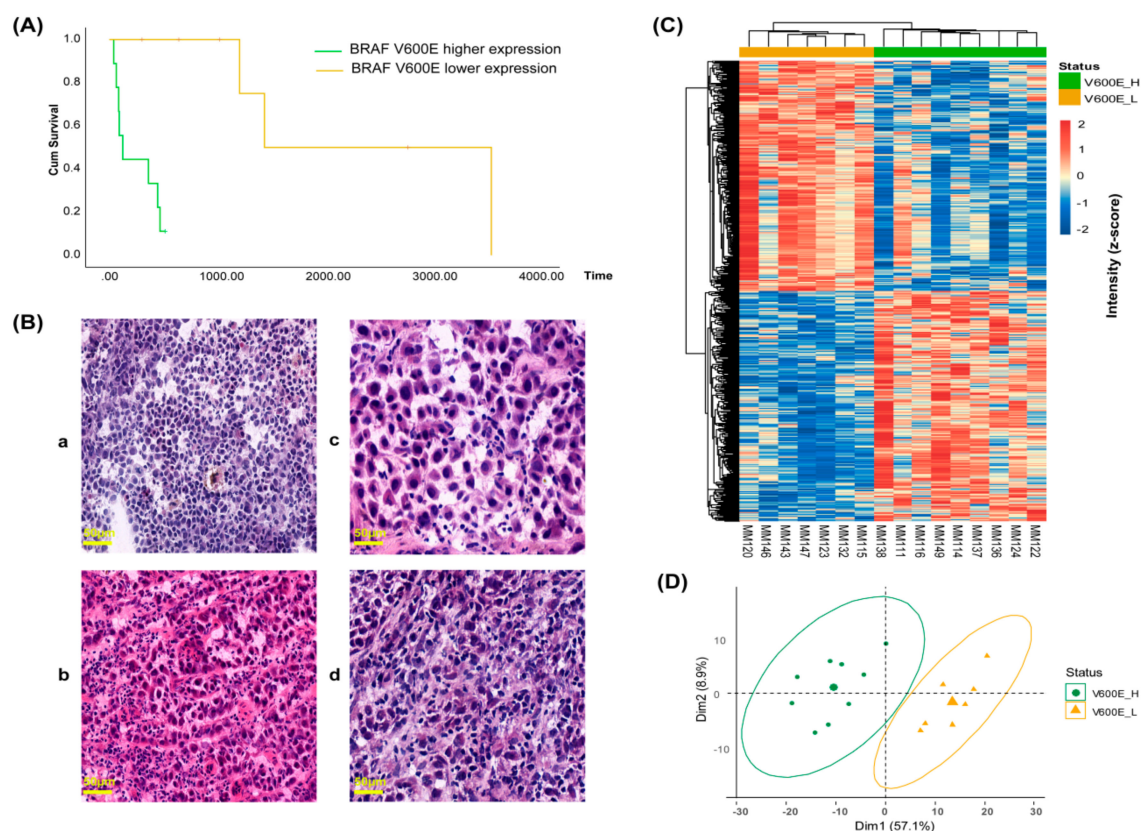 (A)
BRAF V600E higher expression
BRAF V600E lower expression
Cum Survival
1.0
0.8
0.6
0.4
0.2
0.0
.00 1000.00 2000.00 3000.00 4000.00 Time
(B)
a
50μm
c
50μm
b
50μm
d
50μm
(C)
Status
V600E_H
V600E_L
2
1
0
-1
-2
Intensity (z-score)
MM120
MM146
MM143
MM147
MM123
MM132
MM115
MM138
MM111
MM116
MM149
MM114
MM137
MM136
MM124
MM122
(D)
Dim2 (8.9%)
10
0
-10
-30 -20 -10 0 10 20 30
Dim1 (57.1%)
Status
V600E_H
V600E_L